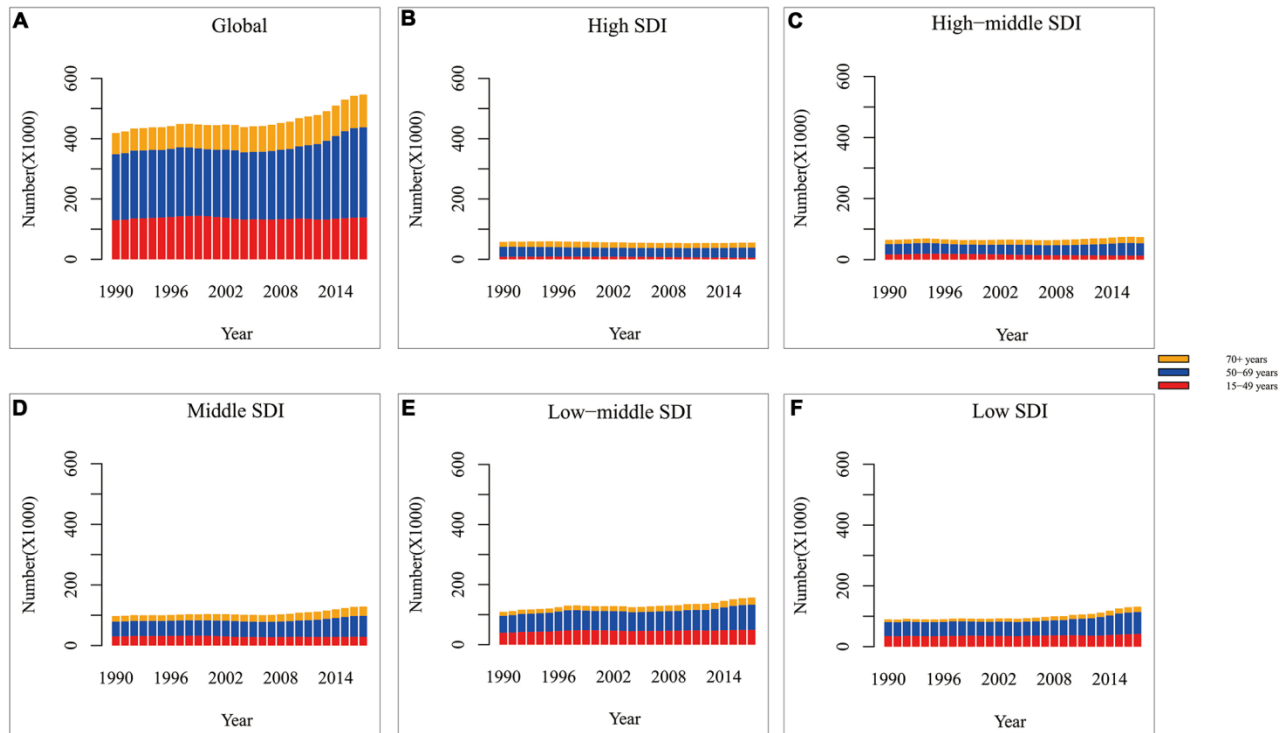 A
Global
Number(X1000)
0 200 400 600
1990 1996 2002 2008 2014
Year
B
High SDI
Number(X1000)
0 200 400 600
1990 1996 2002 2008 2014
Year
C
High−middle SDI
Number(X1000)
0 200 400 600
1990 1996 2002 2008 2014
Year
70+ years
50−69 years
15−49 years
D
Middle SDI
Number(X1000)
0 200 400 600
1990 1996 2002 2008 2014
Year
E
Low−middle SDI
Number(X1000)
0 200 400 600
1990 1996 2002 2008 2014
Year
F
Low SDI
Number(X1000)
0 200 400 600
1990 1996 2002 2008 2014
Year